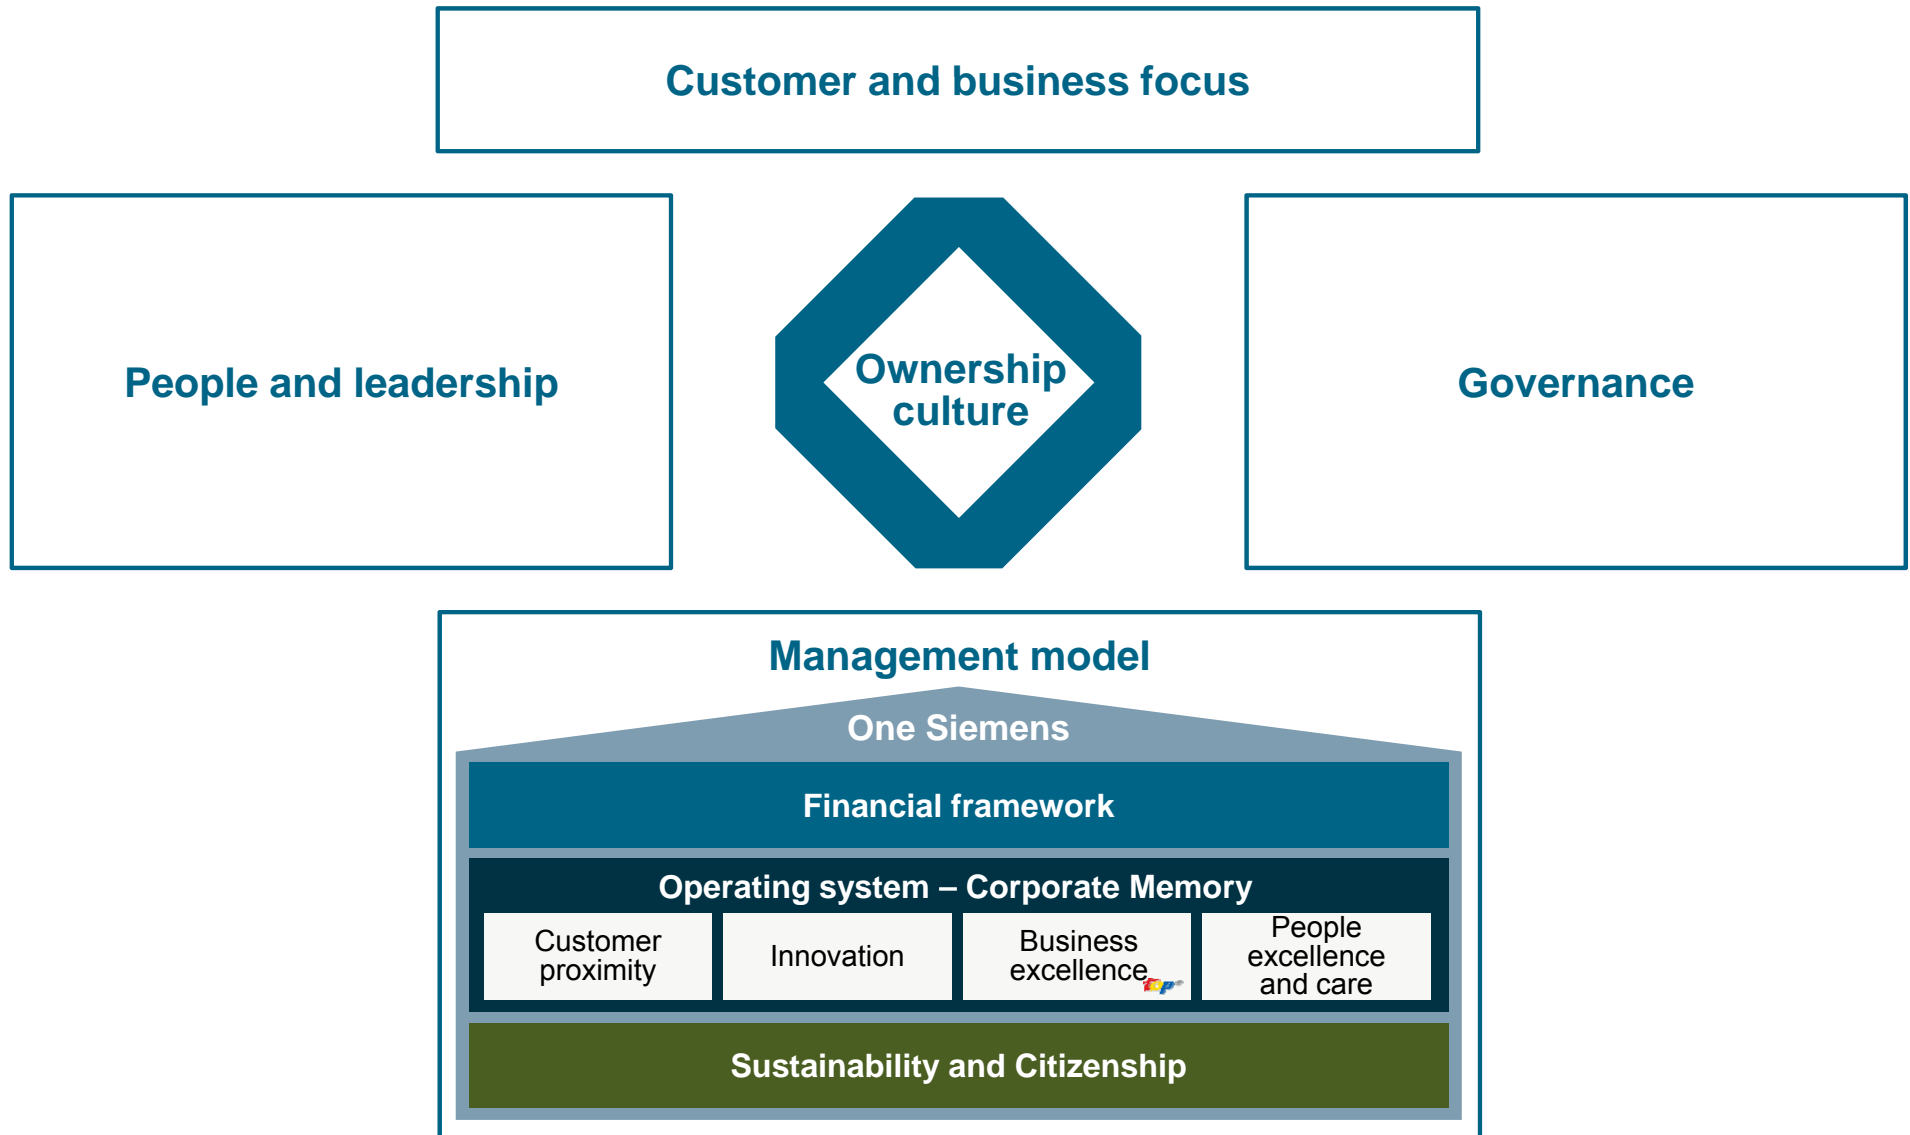 Customer and business focus
People and leadership
Ownership
culture
Governance
Management model
One Siemens
Financial framework
Operating system – Corporate Memory
Customer
proximity
Innovation
Business
excellence
top+
People
excellence
and care
Sustainability and Citizenship